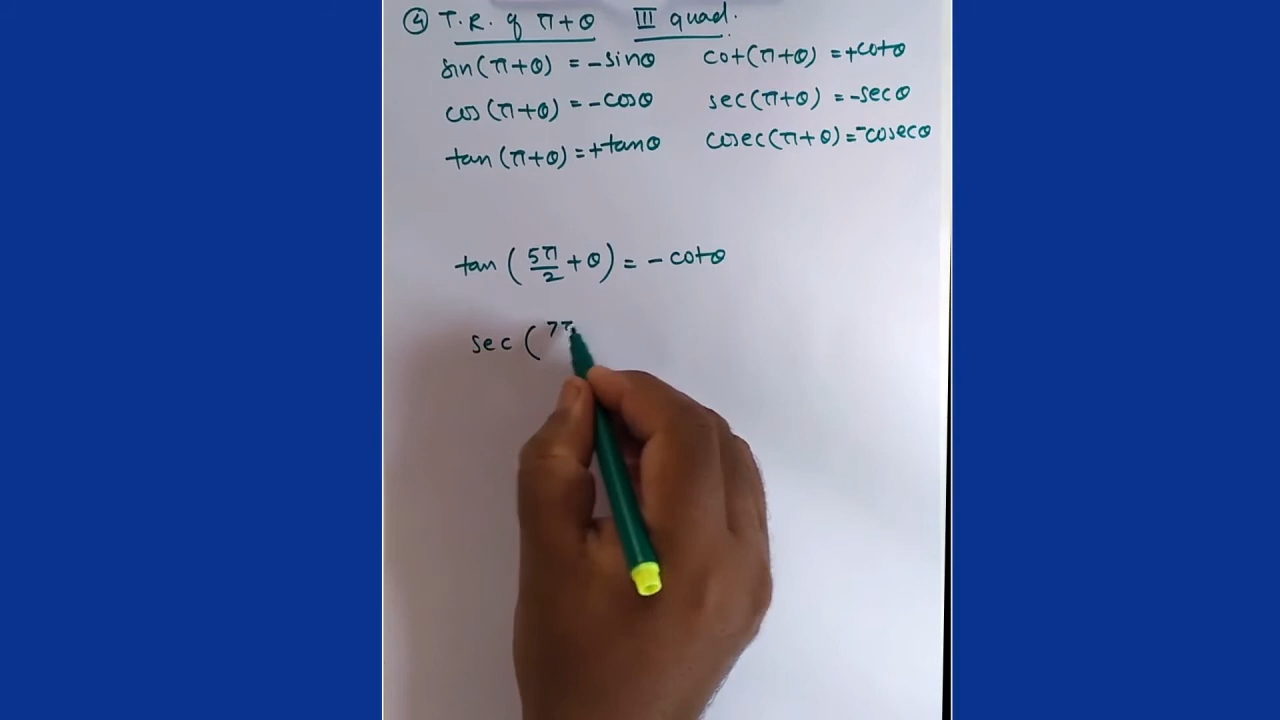 ④ T.R. of π+θ III quad.
sin(π+θ) = -sinθ cot(π+θ) = +cotθ
cos(π+θ) = -cosθ sec(π+θ) = -secθ
tan(π+θ) = +tanθ cosec(π+θ) = -cosecθ
tan(5π/2 + θ) = - cotθ
sec(7π